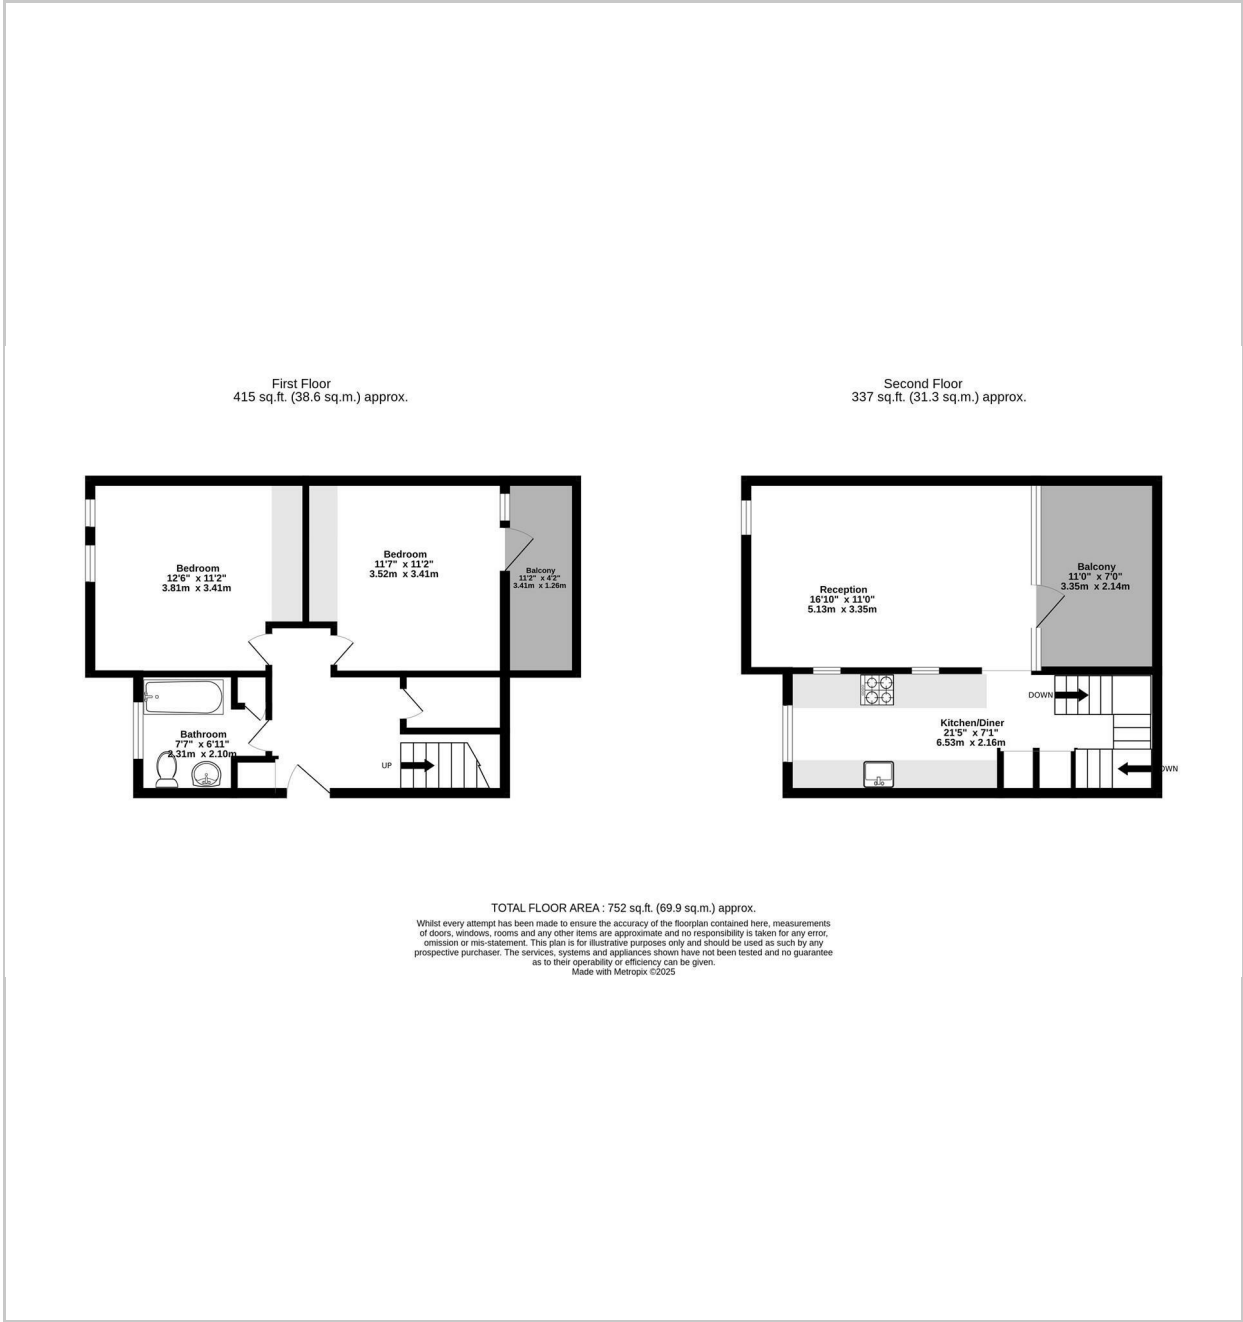 First Floor
415 sq.ft. (38.6 sq.m.) approx.
Second Floor
337 sq.ft. (31.3 sq.m.) approx.
Bedroom
12'6" x 11'2"
3.81m x 3.41m
Bedroom
11'7" x 11'2"
3.52m x 3.41m
Balcony
11'2" x 4'2"
3.41m x 1.26m
Bathroom
7'7" x 6'11"
2.31m x 2.10m
UP
Reception
16'10" x 11'0"
5.13m x 3.35m
Balcony
11'0" x 7'0"
3.35m x 2.14m
DOWN
Kitchen/Diner
21'5" x 7'1"
6.53m x 2.16m
OWN
TOTAL FLOOR AREA : 752 sq.ft. (69.9 sq.m.) approx.
Whilst every attempt has been made to ensure the accuracy of the floorplan contained here, measurements
of doors, windows, rooms and any other items are approximate and no responsibility is taken for any error,
omission or mis-statement. This plan is for illustrative purposes only and should be used as such by any
prospective purchaser. The services, systems and appliances shown have not been tested and no guarantee
as to their operability or efficiency can be given.
Made with Metropix ©2025